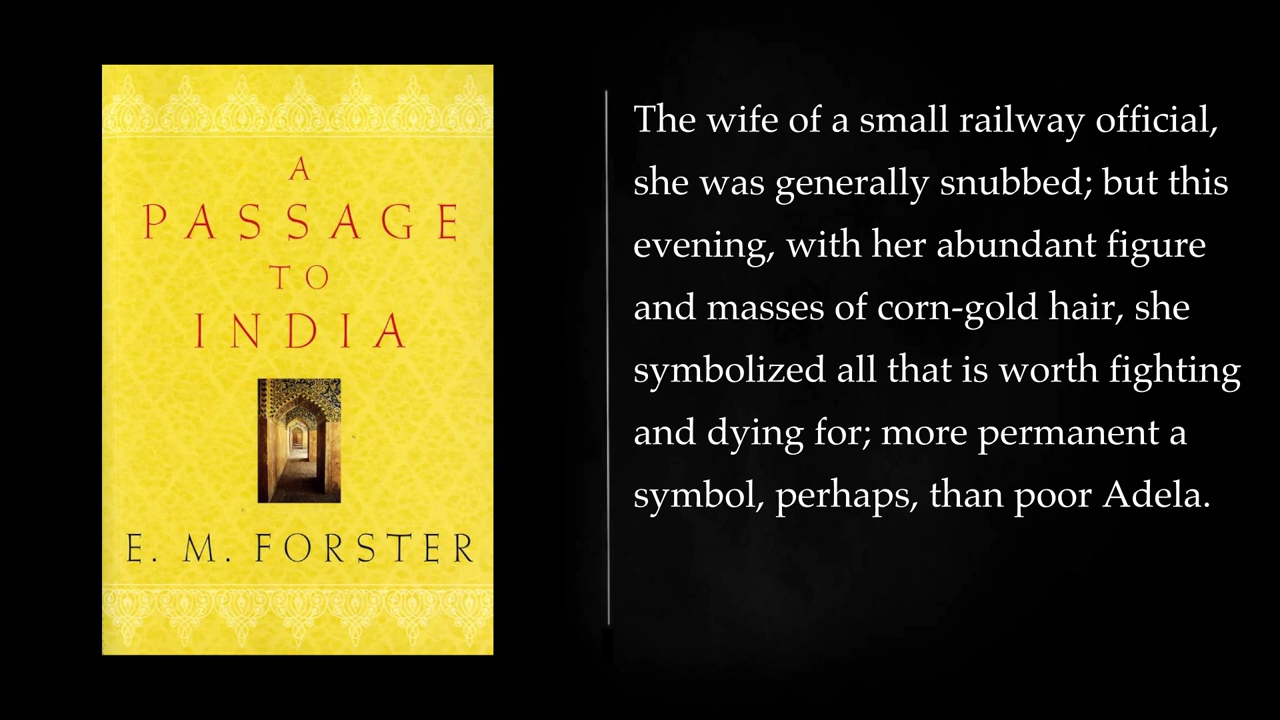 A
PASSAGE
TO
INDIA
E. M. FORSTER
The wife of a small railway official,
she was generally snubbed; but this
evening, with her abundant figure
and masses of corn-gold hair, she
symbolized all that is worth fighting
and dying for; more permanent a
symbol, perhaps, than poor Adela.